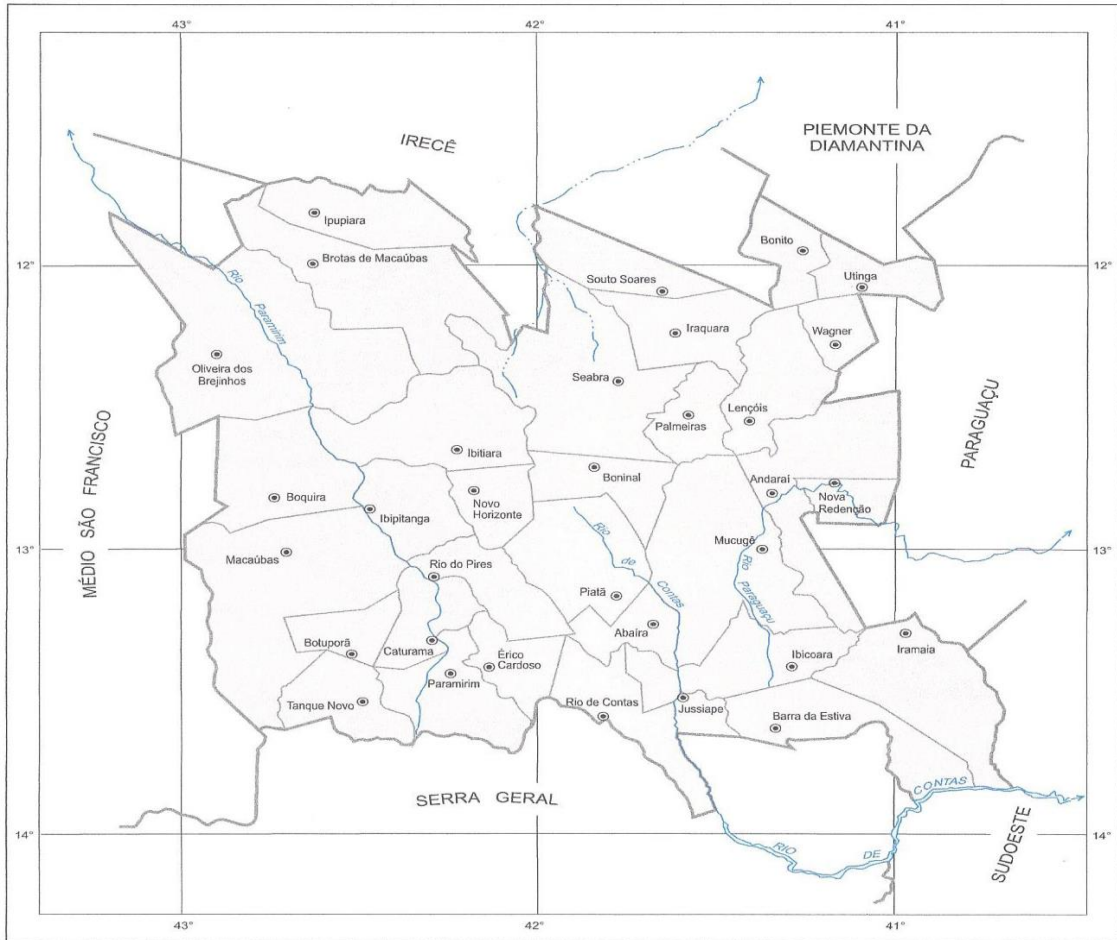 43°
42°
41°
IRECÊ
PIEMONTE DA
DIAMANTINA
Ipupiara
Bonito
12°
Brotas de Macaúbas
12°
Souto Soares
Utinga
Rio
Paramirim
Iraquara
Wagner
Oliveira dos
Brejinhos
Seabra
Palmeiras
Lençóis
MÉDIO SÃO FRANCISCO
PARAGUAÇU
Ibitiara
Boninal
Boquira
Novo
Horizonte
Andaraí
Nova
Redenção
Ibipitanga
Rio
de
Contas
Macaúbas
Mucugê
13°
13°
Rio do Pires
Rio
Paraguaçu
Piatã
Abaíra
Botuporã
Caturama
Érico
Cardoso
Paramirim
Ibicoara
Iramaia
Tanque Novo
Rio de Contas
Jussiape
Barra da Estiva
SERRA GERAL
CONTAS
14°
RIO
DE
SUDOESTE
14°
43°
42°
41°